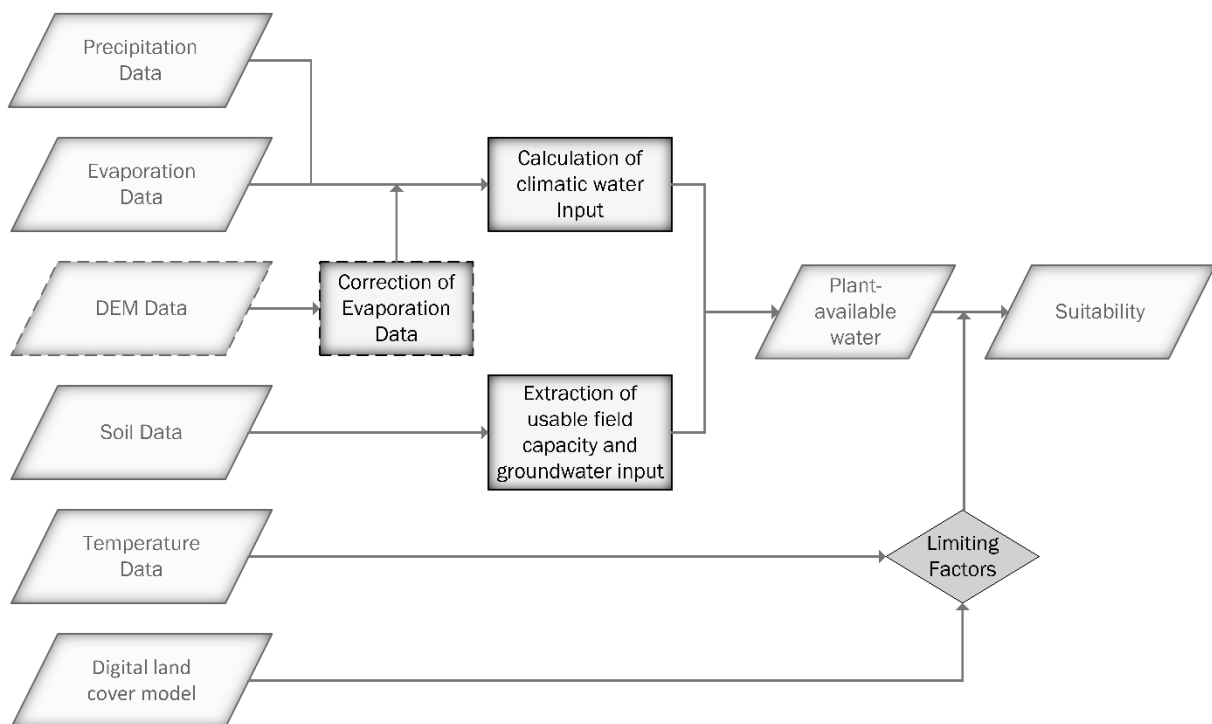 Precipitation
Data
Evaporation
Data
Calculation of
climatic water
Input
DEM Data
Correction of
Evaporation
Data
Plant-
available
water
Suitability
Soil Data
Extraction of
usable field
capacity and
groundwater input
Temperature
Data
Limiting
Factors
Digital land
cover model